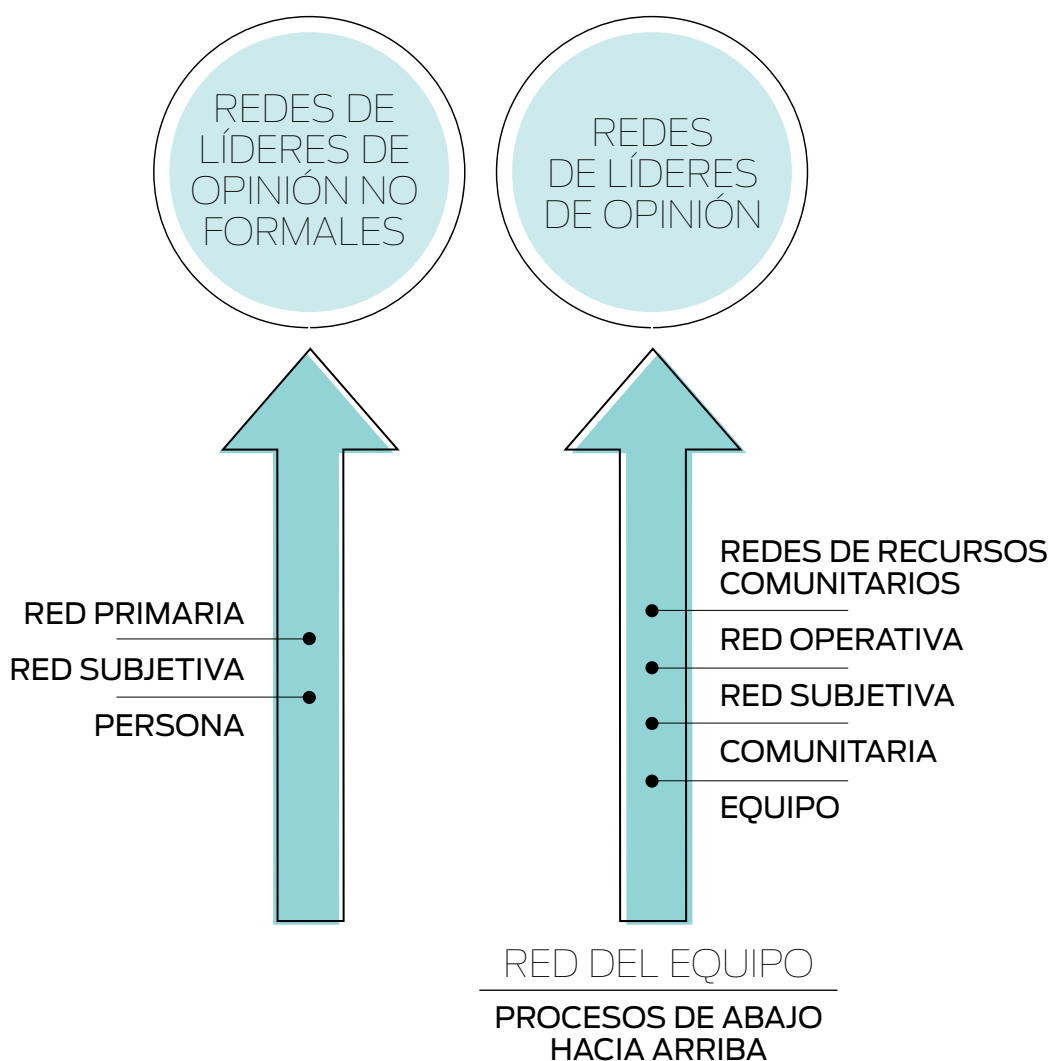 REDES DE
LÍDERES DE
OPINIÓN NO
FORMALES
REDES
DE LÍDERES
DE OPINIÓN
RED PRIMARIA
RED SUBJETIVA
PERSONA
REDES DE RECURSOS
COMUNITARIOS
RED OPERATIVA
RED SUBJETIVA
COMUNITARIA
EQUIPO
RED DEL EQUIPO
PROCESOS DE ABAJO
HACIA ARRIBA